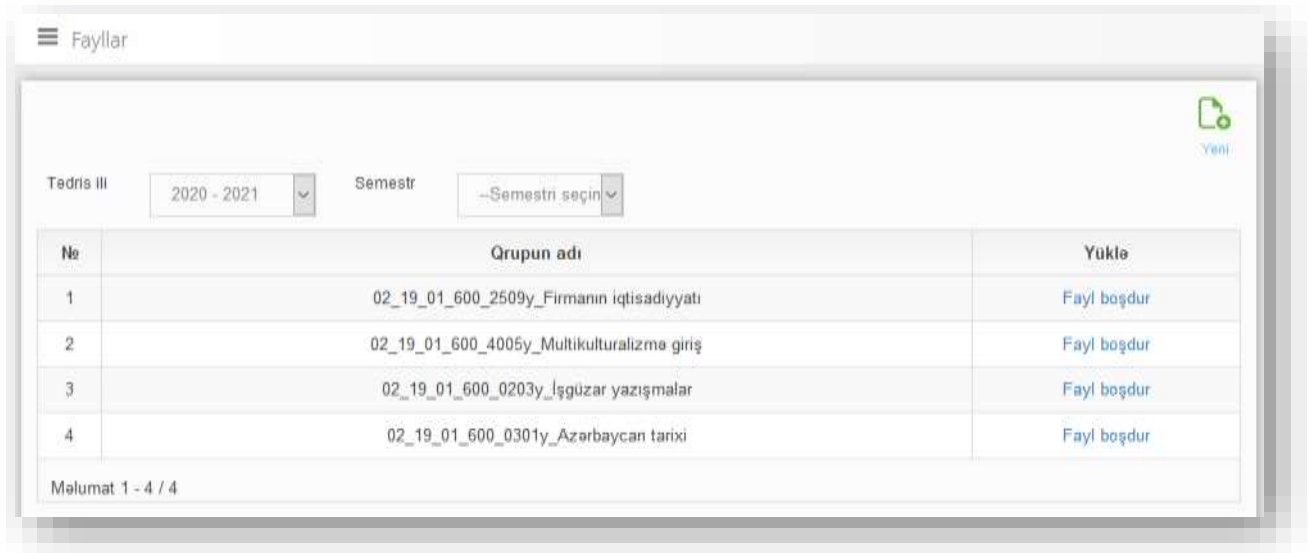 Fayllar
Yeni
Tədris ili 2020 - 2021 Semestr --Semestri seçin
№ Qrupun adı Yüklə
1 02_19_01_600_2509y_Firmanın iqtisadiyyatı Fayl boşdur
2 02_19_01_600_4005y_Multikulturalizmə giriş Fayl boşdur
3 02_19_01_600_0203y_İşgüzar yazışmalar Fayl boşdur
4 02_19_01_600_0301y_Azərbaycan tarixi Fayl boşdur
Məlumat 1 - 4 / 4